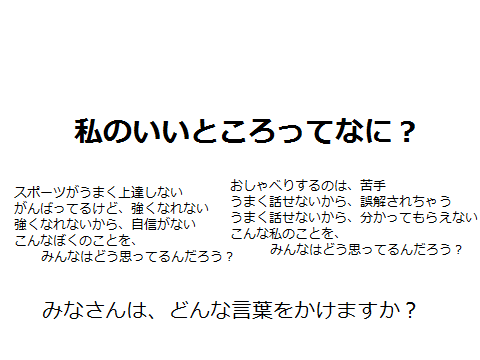 私のいいところってなに？
スポーツがうまく上達しない
がんばってるけど、強くなれない
強くなれないから、自信がない
こんなぼくのことを、
みんなはどう思ってるんだろう？
おしゃべりするのは、苦手
うまく話せないから、誤解されちゃう
うまく話せないから、分かってもらえない
こんな私のことを、
みんなはどう思ってるんだろう？
みなさんは、どんな言葉をかけますか？